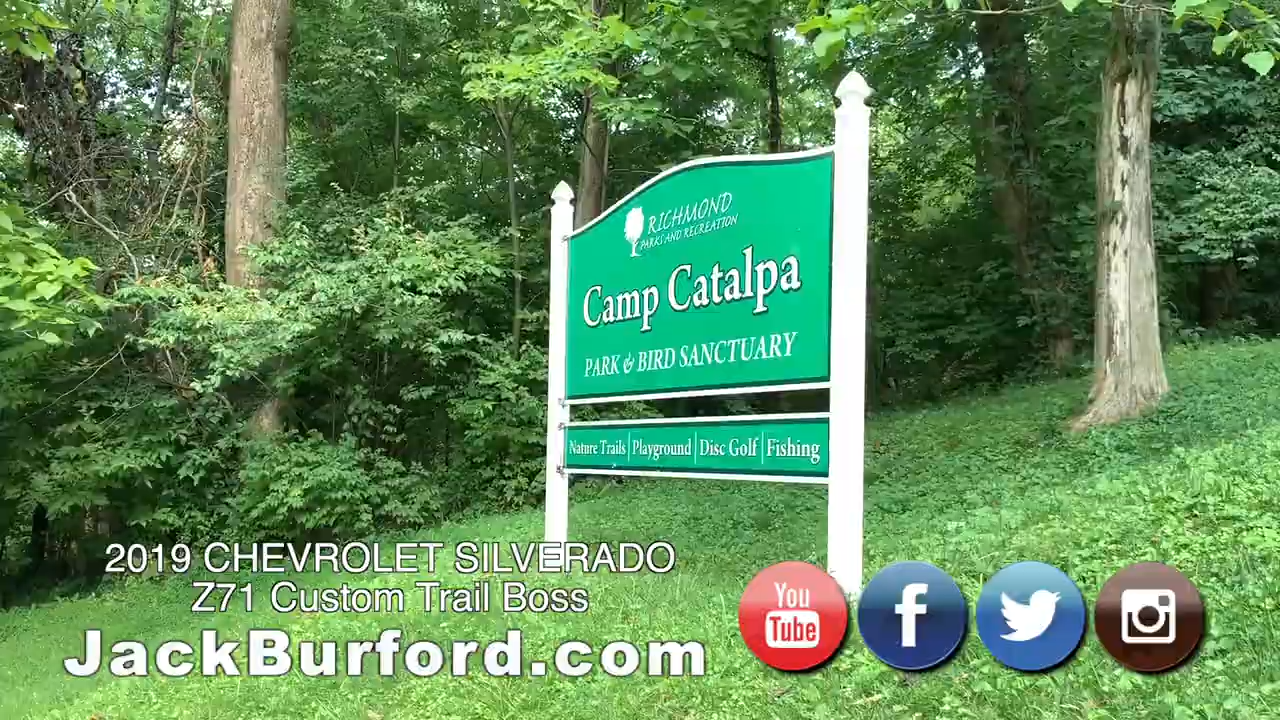 RICHMOND
PARKS AND RECREATION
Camp Catalpa
PARK & BIRD SANCTUARY
Nature Trails | Playground | Disc Golf | Fishing
2019 CHEVROLET SILVERADO
Z71 Custom Trail Boss
JackBurford.com
You
Tube